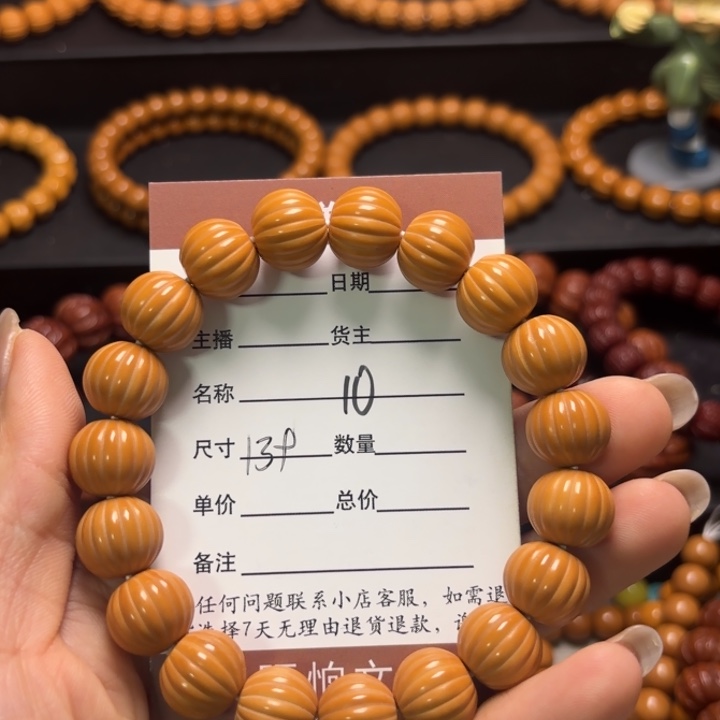 日期
主播 货主
名称 10
尺寸 13P 数量
单价 总价
备注
任何问题联系小店客服，如需退
选择7天无理由退货退款，